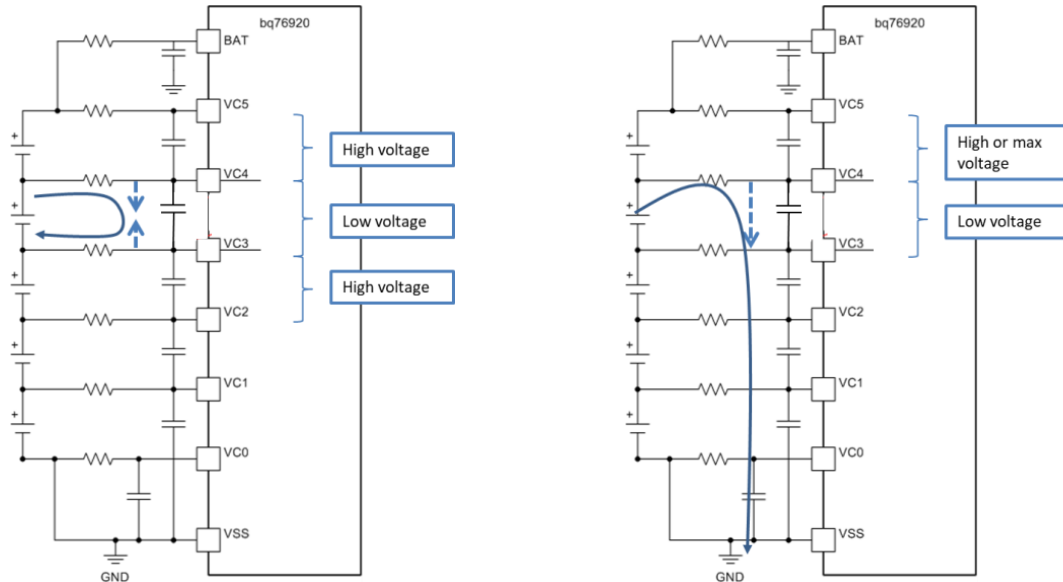 bq76920
BAT
VC5
High voltage
VC4
Low voltage
VC3
High voltage
VC2
VC1
VC0
VSS
GND
+
+
+
+
+
bq76920
BAT
VC5
High or max
voltage
VC4
Low voltage
VC3
VC2
VC1
VC0
VSS
GND
+
+
+
+
+